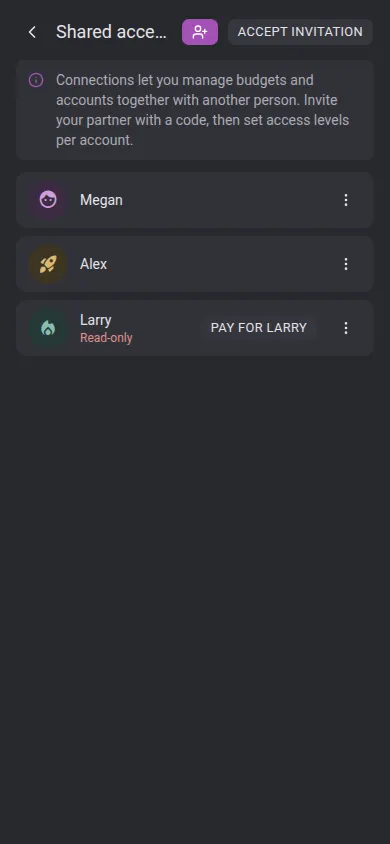 Shared acce...
ACCEPT INVITATION
Connections let you manage budgets and
accounts together with another person. Invite
your partner with a code, then set access levels
per account.
Megan
Alex
Larry
Read-only
PAY FOR LARRY